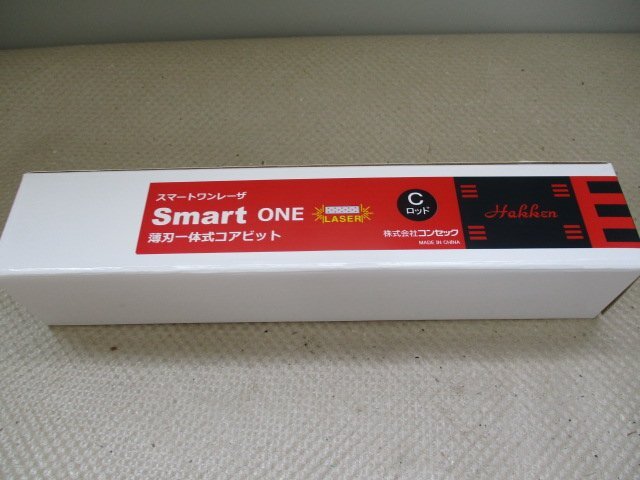 スマートワンレーザ
Smart ONE
LASER
薄刃一体式コアビット
C
ロッド
株式会社コンセック
MADE IN CHINA
Hakken